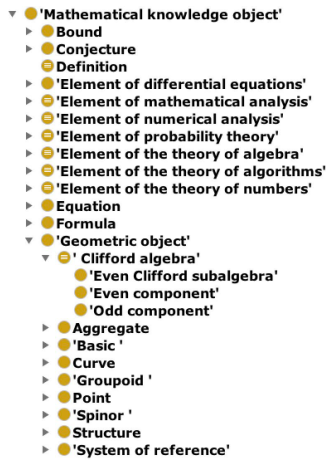 'Mathematical knowledge object'
Bound
Conjecture
Definition
'Element of differential equations'
'Element of mathematical analysis'
'Element of numerical analysis'
'Element of probability theory'
'Element of the theory of algebra'
'Element of the theory of algorithms'
'Element of the theory of numbers'
Equation
Formula
'Geometric object'
' Clifford algebra'
'Even Clifford subalgebra'
'Even component'
'Odd component'
Aggregate
'Basic '
Curve
'Groupoid '
Point
'Spinor '
Structure
'System of reference'